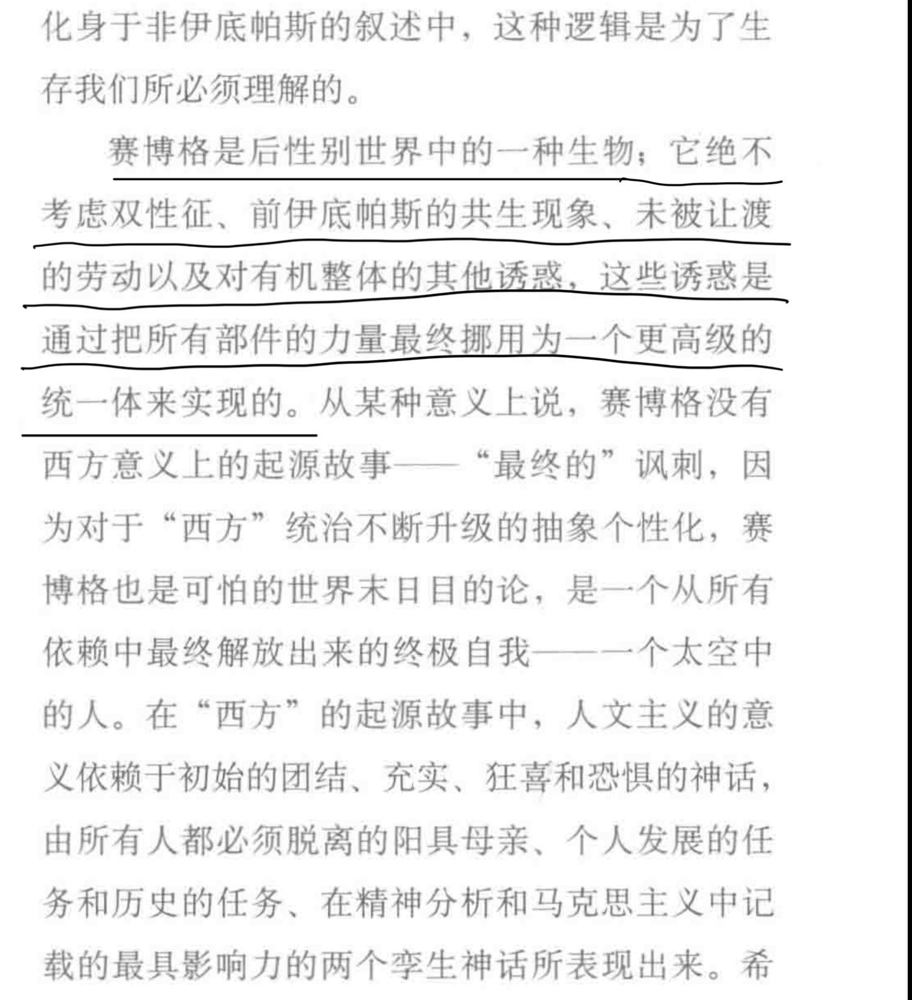 化身于非伊底帕斯的叙述中，这种逻辑是为了生
存我们所必须理解的。
赛博格是后性别世界中的一种生物；它绝不
考虑双性征、前伊底帕斯的共生现象、未被让渡
的劳动以及对有机整体的其他诱惑，这些诱惑是
通过把所有部件的力量最终挪用为一个更高级的
统一体来实现的。从某种意义上说，赛博格没有
西方意义上的起源故事——“最终的”讽刺，因
为对于“西方”统治不断升级的抽象个性化，赛
博格也是可怕的世界末日目的论，是一个从所有
依赖中最终解放出来的终极自我——一个太空中
的人。在“西方”的起源故事中，人文主义的意
义依赖于初始的团结、充实、狂喜和恐惧的神话，
由所有人都必须脱离的阳具母亲、个人发展的任
务和历史的任务、在精神分析和马克思主义中记
载的最具影响力的两个孪生神话所表现出来。希